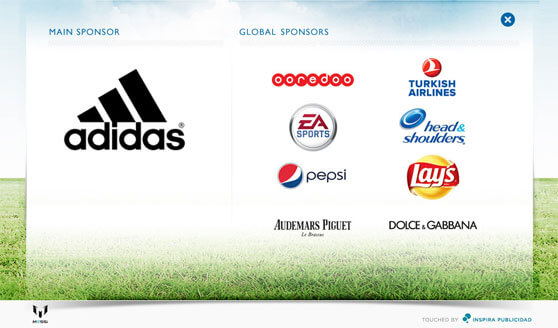 MAIN SPONSOR
GLOBAL SPONSORS
adidas®
ooredoo
TURKISH
AIRLINES
EA
SPORTS
head&
shoulders
pepsi
Lay's
AUDEMARS PIGUET
Le Brassus
DOLCE & GABBANA
MESSI
TOUCHED BY INSPIRA PUBLICIDAD